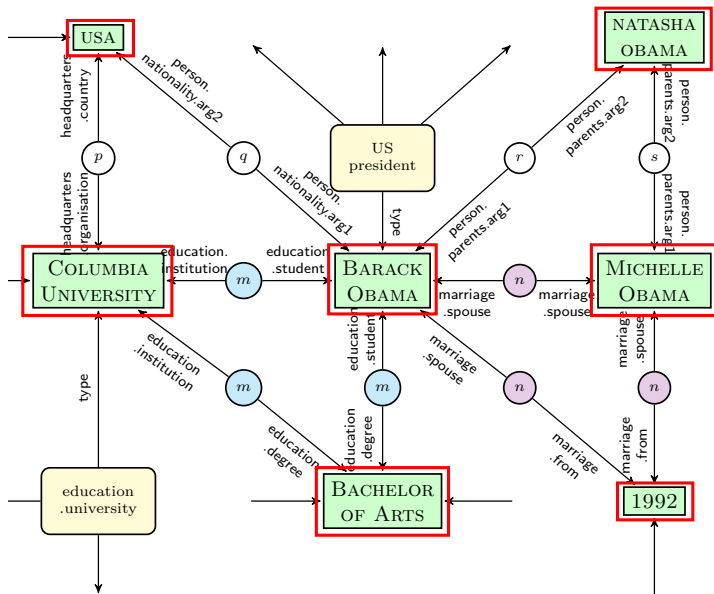 USA
NATASHA
OBAMA
headquarters
.country
person.
nationality.arg2
person.
parents.arg2
person.
parents.arg2
p
q
US
president
r
s
headquarters
.organisation
person.
nationality.arg1
type
person.
parents.arg1
person.
parents.arg1
COLUMBIA
UNIVERSITY
education.
institution
m
education
.student
BARACK
OBAMA
marriage
.spouse
n
marriage
.spouse
MICHELLE
OBAMA
type
education
.institution
m
education
.degree
education
.student
m
education
.degree
marriage
.spouse
n
marriage
.from
marriage
.spouse
n
marriage
.from
education
.university
BACHELOR
OF ARTS
1992